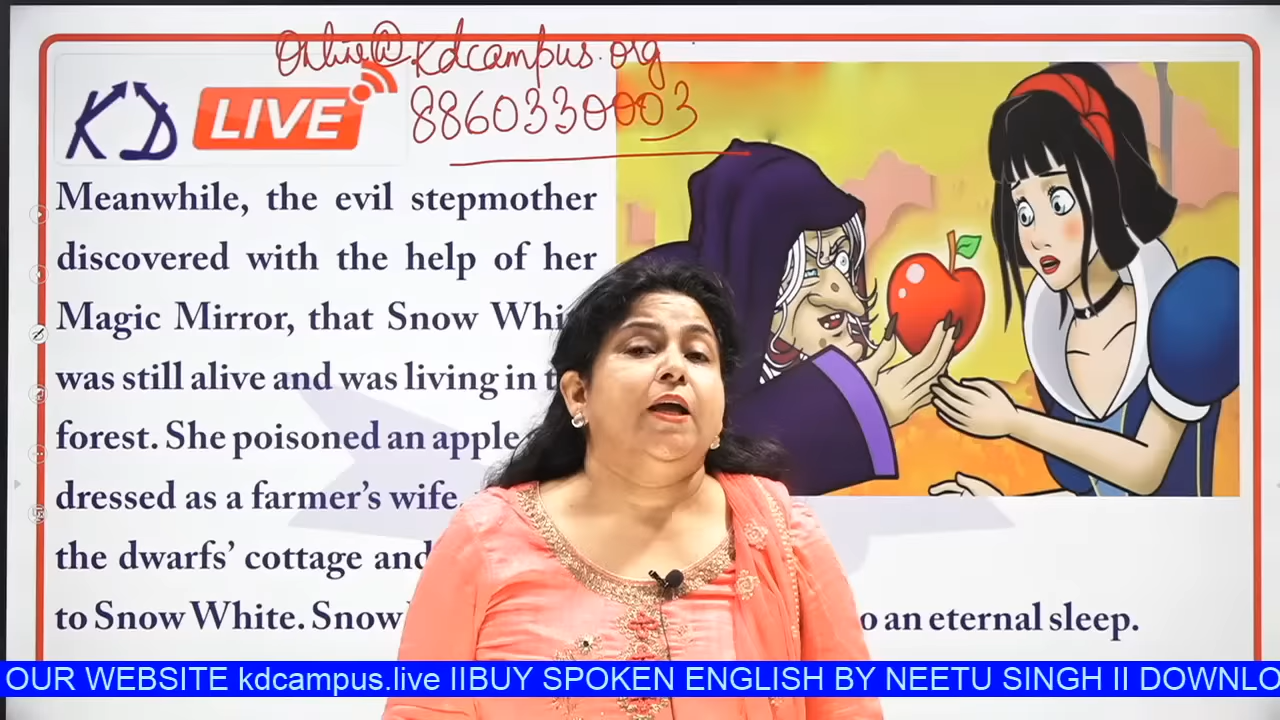 Online@kdcampus.org
8860330003
KD LIVE
Meanwhile, the evil stepmother
discovered with the help of her
Magic Mirror, that Snow
was still alive and was living in
forest. She poisoned an apple
dressed as a farmer's wife,
the dwarfs' cottage and
to Snow White. Snow an eternal sleep.
OUR WEBSITE kdcampus.live IIBUY SPOKEN ENGLISH BY NEETU SINGH II